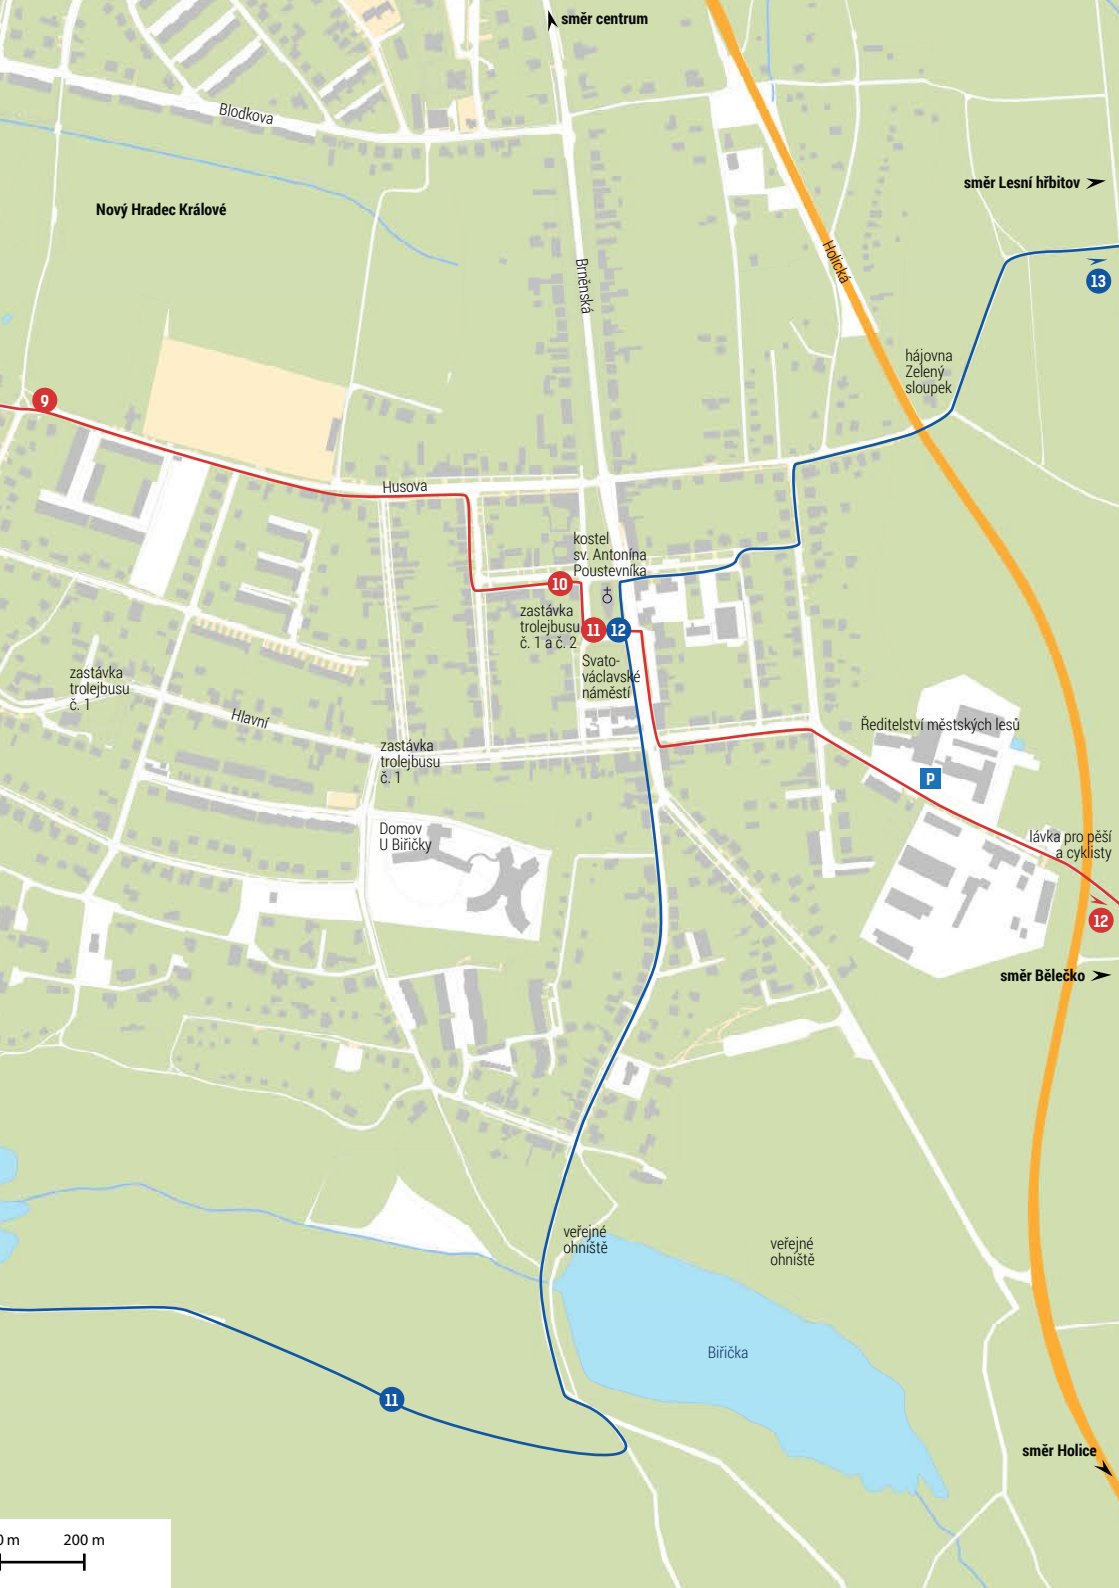 směr centrum
Blodkova
směr Lesní hřbitov
Nový Hradec Králové
Holická
Brněnská
13
hájovna
Zelený
sloupek
9
Husova
kostel
sv. Antonína
Poustevníka
10
zastávka
trolejbusu
č. 1 a č. 2
11
12
Svato-
václavské
náměstí
zastávka
trolejbusu
č. 1
Hlavní
Ředitelství městských lesů
zastávka
trolejbusu
č. 1
P
Domov
U Biřičky
lávka pro pěší
a cyklisty
12
směr Bělečko
veřejné
ohniště
veřejné
ohniště
Biřička
11
směr Holice
0 m
200 m